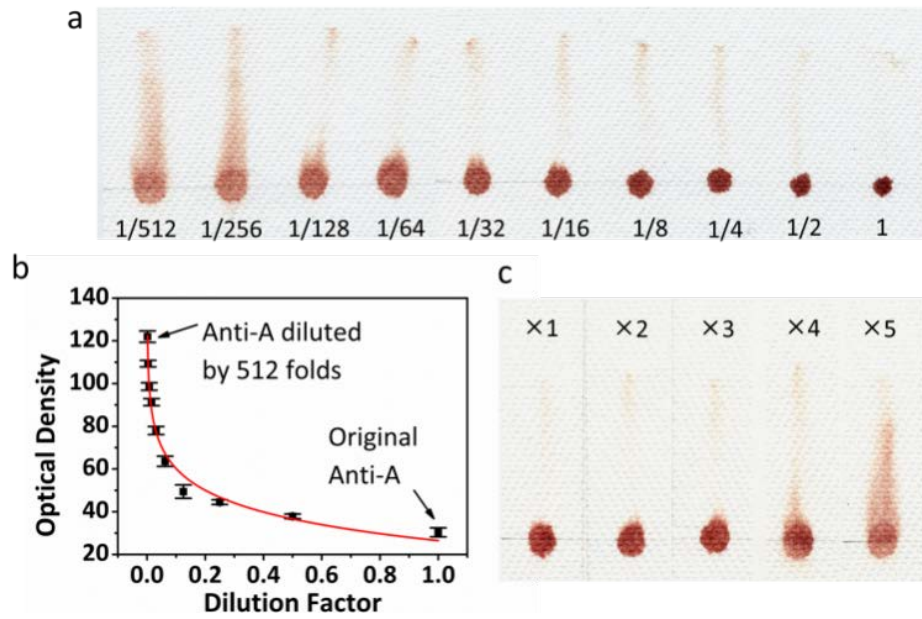 a
1/512 1/256 1/128 1/64 1/32 1/16 1/8 1/4 1/2 1
b
140
120
100
80
60
40
20
Optical Density
Anti-A diluted
by 512 folds
Original
Anti-A
0.0 0.2 0.4 0.6 0.8 1.0
Dilution Factor
c
×1 ×2 ×3 ×4 ×5